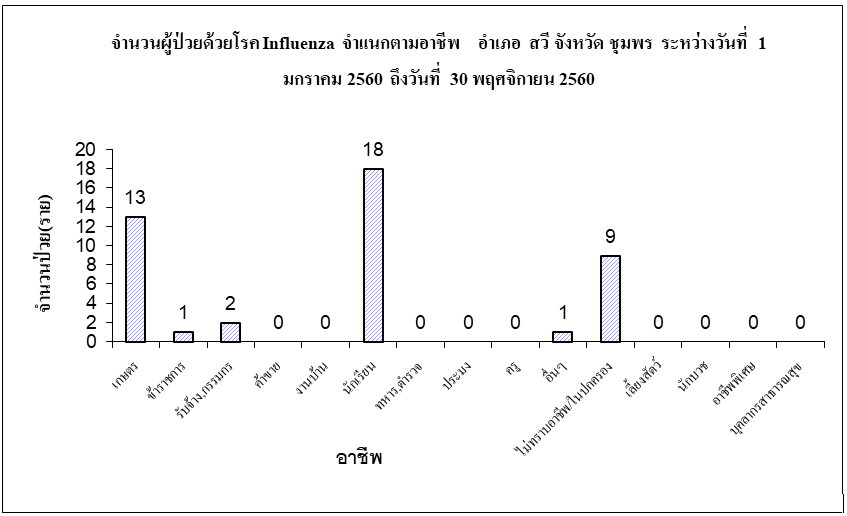 จำนวนผู้ป่วยด้วยโรค Influenza จำแนกตามอาชีพ อำเภอ สวี จังหวัด ชุมพร ระหว่างวันที่ 1
มกราคม 2560 ถึงวันที่ 30 พฤศจิกายน 2560
จำนวนป่วย(ราย)
20
18
16
14
12
10
8
6
4
2
0
13
1
2
0
0
18
0
0
0
1
9
0
0
0
0
เกษตร
ข้าราชการ
รับจ้าง,กรรมกร
ค้าขาย
งานบ้าน
นักเรียน
ทหาร,ตำรวจ
ประมง
ครู
อื่นๆ
ไม่ทราบอาชีพ/ในปกครอง
เลี้ยงสัตว์
นักบวช
อาชีพพิเศษ
บุคลากรสาธารณสุข
อาชีพ